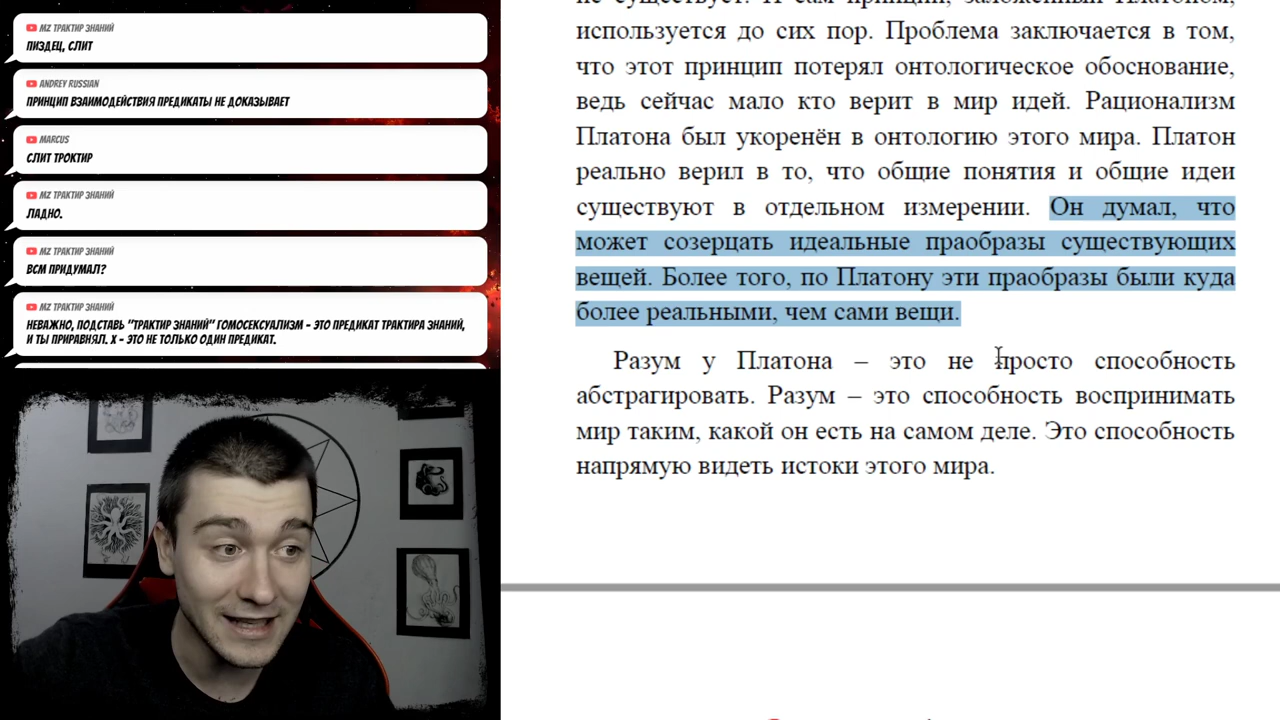 MZ ТРАКТИР ЗНАНИЙ
ПИЗДЕЦ, СЛИТ
ANDREY RUSSIAN
ПРИНЦИП ВЗАИМОДЕЙСТВИЯ ПРЕДИКАТЫ НЕ ДОКАЗЫВАЕТ
MARCUS
СЛИТ ТРОКТИР
MZ ТРАКТИР ЗНАНИЙ
ЛАДНО.
MZ ТРАКТИР ЗНАНИЙ
ВСМ ПРИДУМАЛ?
MZ ТРАКТИР ЗНАНИЙ
НЕВАЖНО, ПОДСТАВЬ "ТРАКТИР ЗНАНИЙ" ГОМОСЕКСУАЛИЗМ - ЭТО ПРЕДИКАТ ТРАКТИРА ЗНАНИЙ,
И ТЫ ПРИРАВНЯЛ. X - ЭТО НЕ ТОЛЬКО ОДИН ПРЕДИКАТ.
не существует. И сам принцип, заложенный Платоном,
используется до сих пор. Проблема заключается в том,
что этот принцип потерял онтологическое обоснование,
ведь сейчас мало кто верит в мир идей. Рационализм
Платона был укоренён в онтологию этого мира. Платон
реально верил в то, что общие понятия и общие идеи
существуют в отдельном измерении. Он думал, что
может созерцать идеальные праобразы существующих
вещей. Более того, по Платону эти праобразы были куда
более реальными, чем сами вещи.
Разум у Платона – это не просто способность
абстрагировать. Разум – это способность воспринимать
мир таким, какой он есть на самом деле. Это способность
напрямую видеть истоки этого мира.